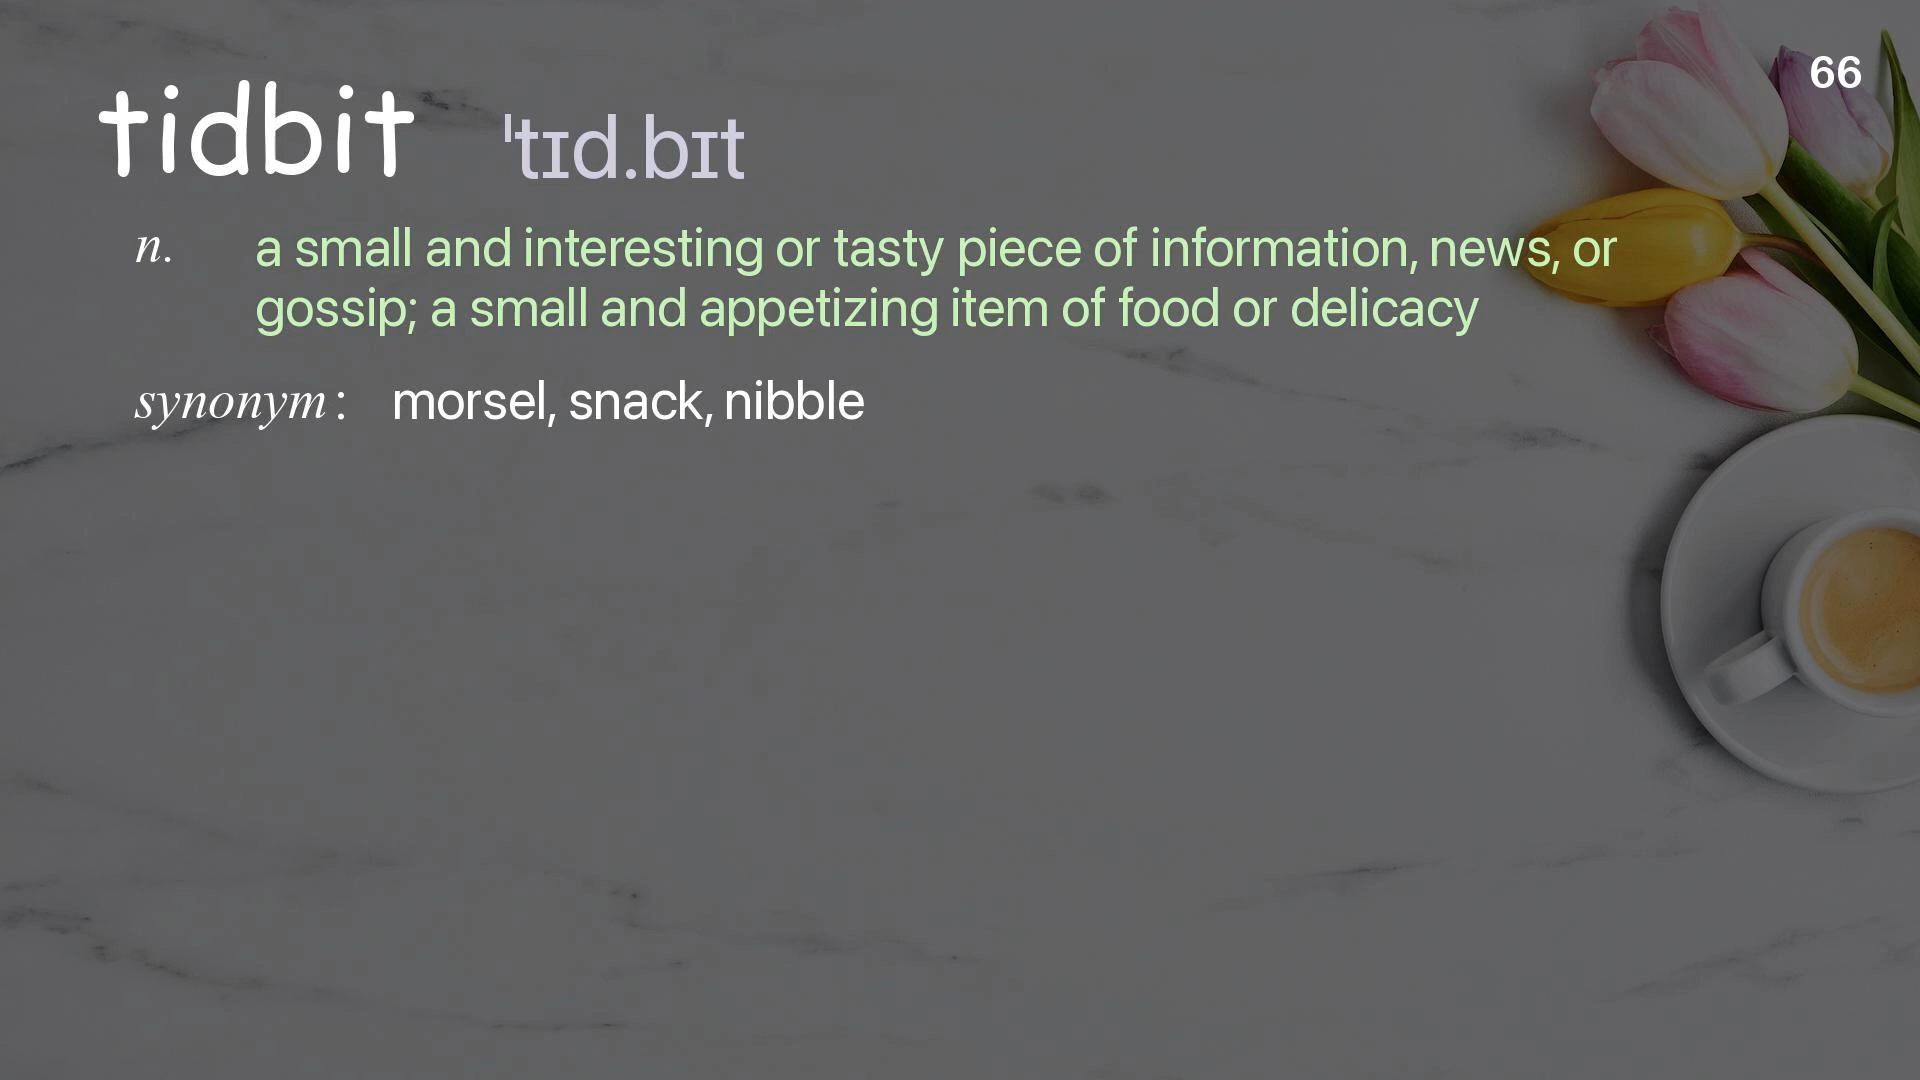 66
tidbit ˈtɪd.bɪt
n. a small and interesting or tasty piece of information, news, or
gossip; a small and appetizing item of food or delicacy
synonym: morsel, snack, nibble